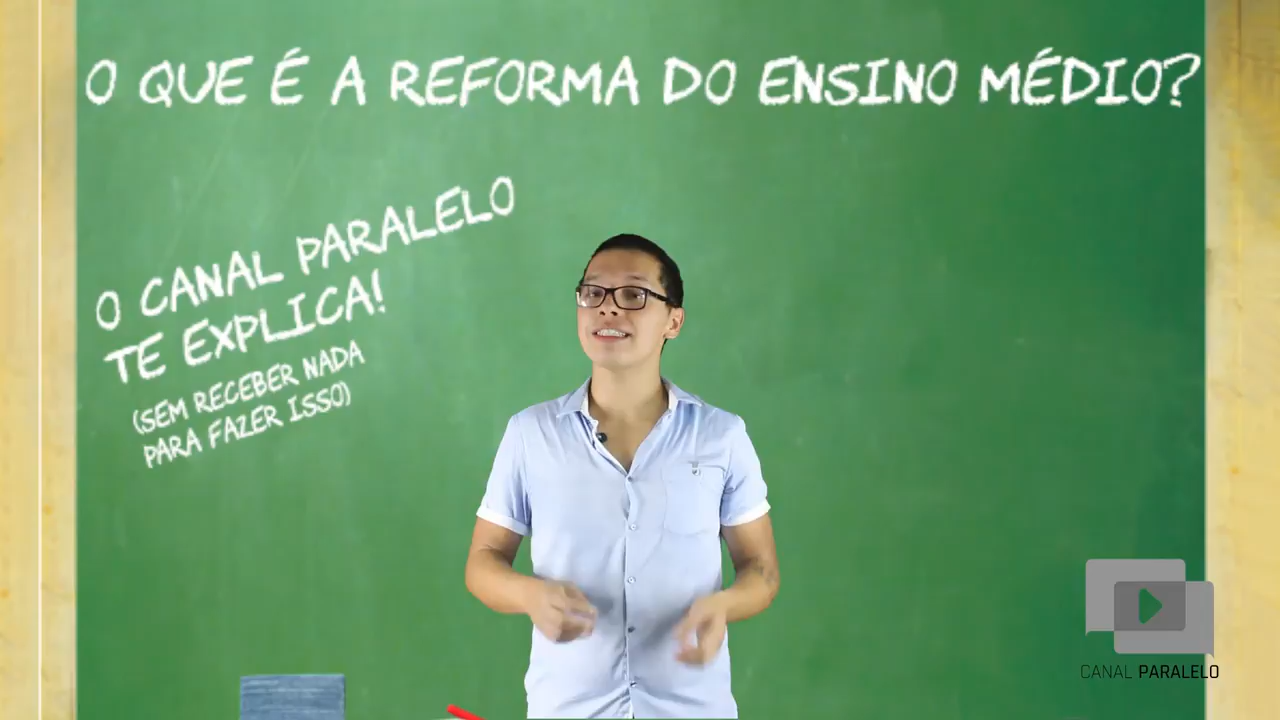 O QUE É A REFORMA DO ENSINO MÉDIO?
O CANAL PARALELO
TE EXPLICA!
(SEM RECEBER NADA
PARA FAZER ISSO)
CANAL PARALELO